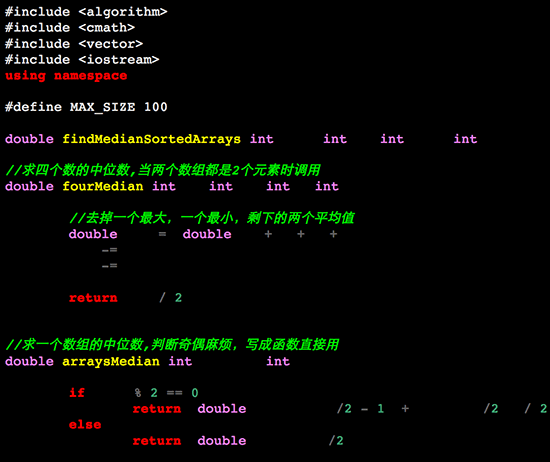 #include <algorithm>
#include <cmath>
#include <vector>
#include <iostream>
using namespace
#define MAX_SIZE 100
double findMedianSortedArrays int int int int
//求四个数的中位数,当两个数组都是2个元素时调用
double fourMedian int int int int
//去掉一个最大，一个最小，剩下的两个平均值
double = double + + +
-=
-=
return / 2
//求一个数组的中位数,判断奇偶麻烦，写成函数直接用
double arraysMedian int int
if % 2 == 0
return double /2 - 1 + /2 / 2
else
return double /2